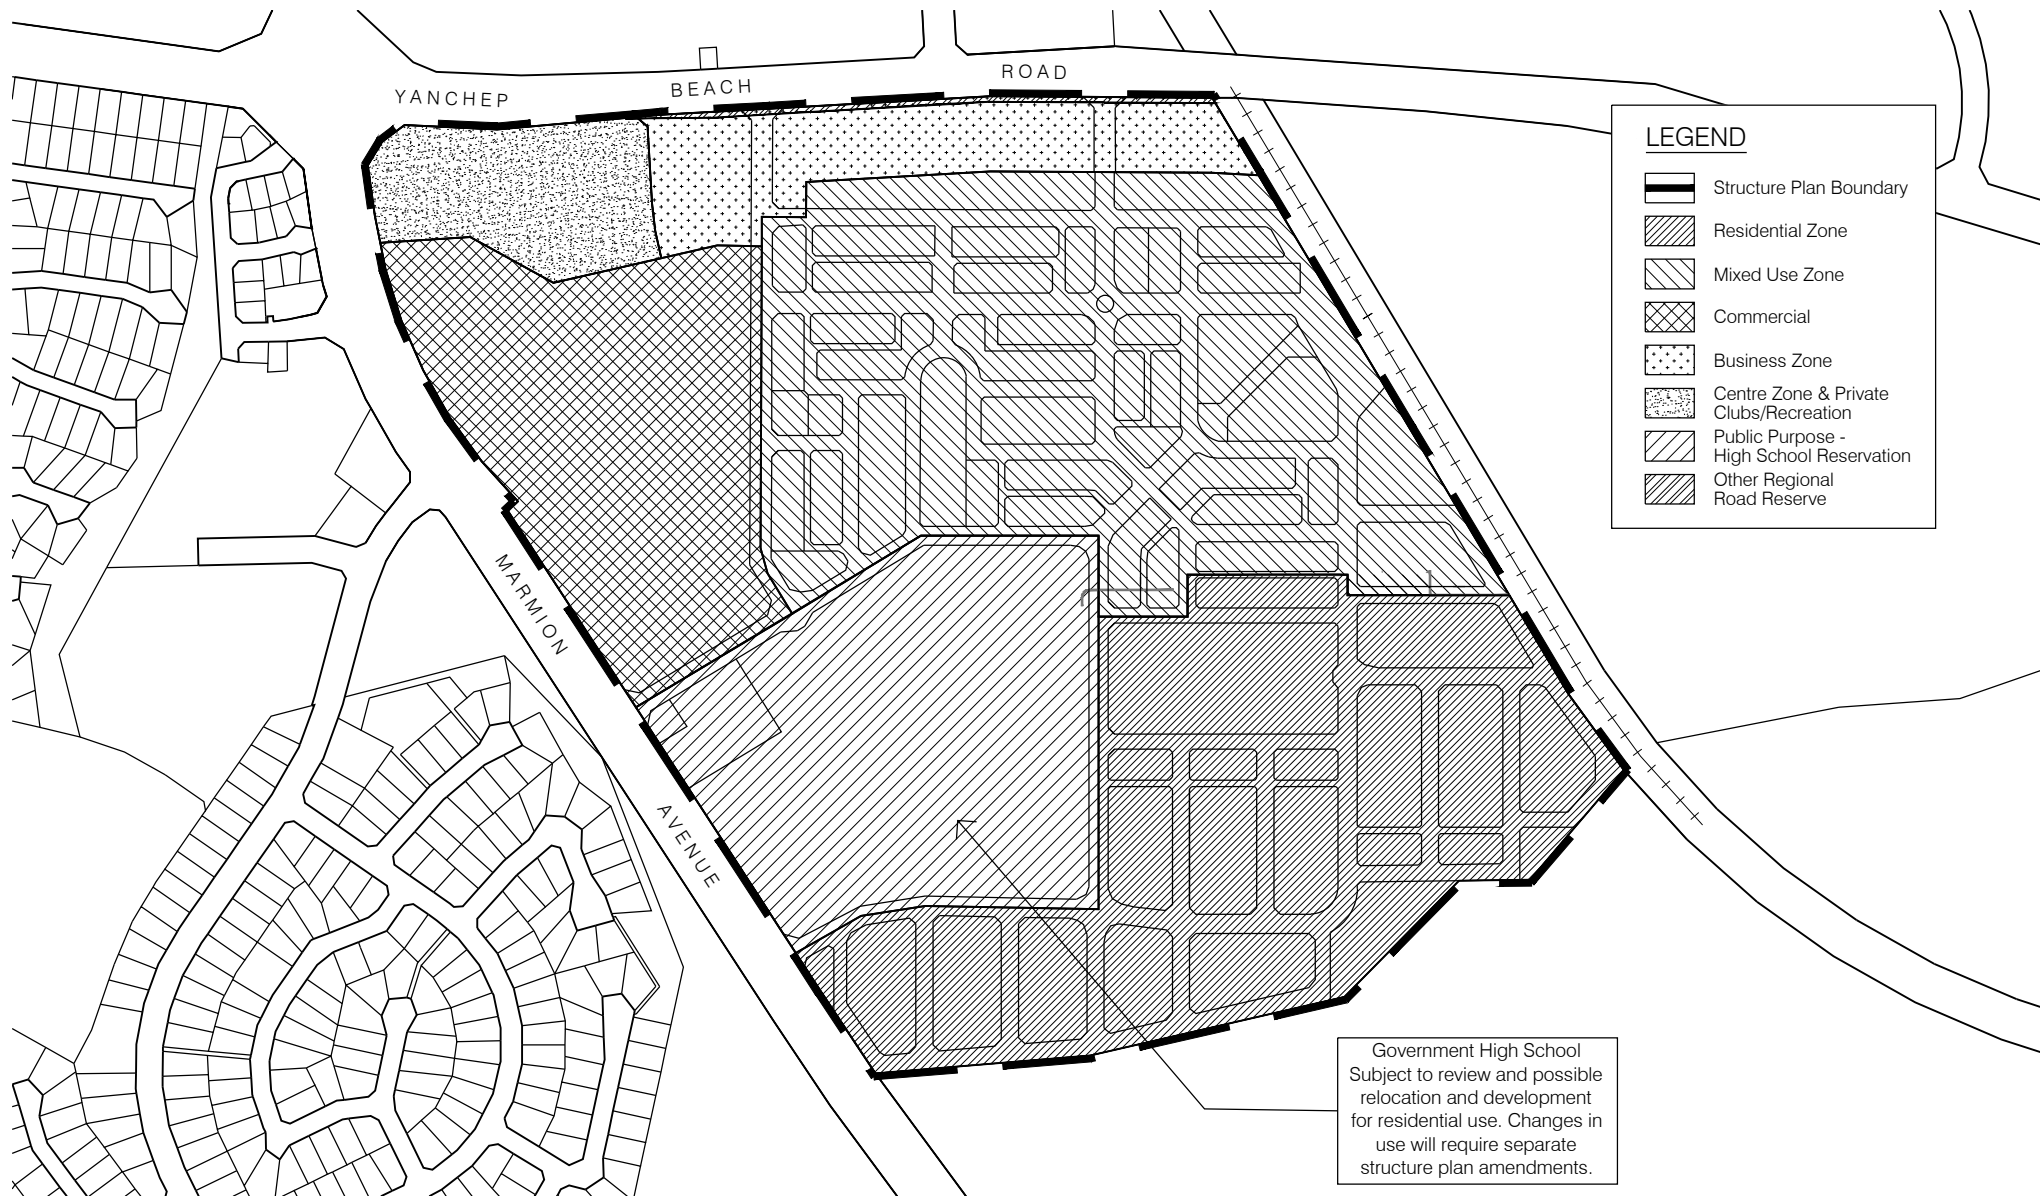 YANCHEP BEACH ROAD
LEGEND
Structure Plan Boundary
Residential Zone
Mixed Use Zone
Commercial
Business Zone
Centre Zone & Private
Clubs/Recreation
Public Purpose -
High School Reservation
Other Regional
Road Reserve
MARMION
AVENUE
Government High School
Subject to review and possible
relocation and development
for residential use. Changes in
use will require separate
structure plan amendments.